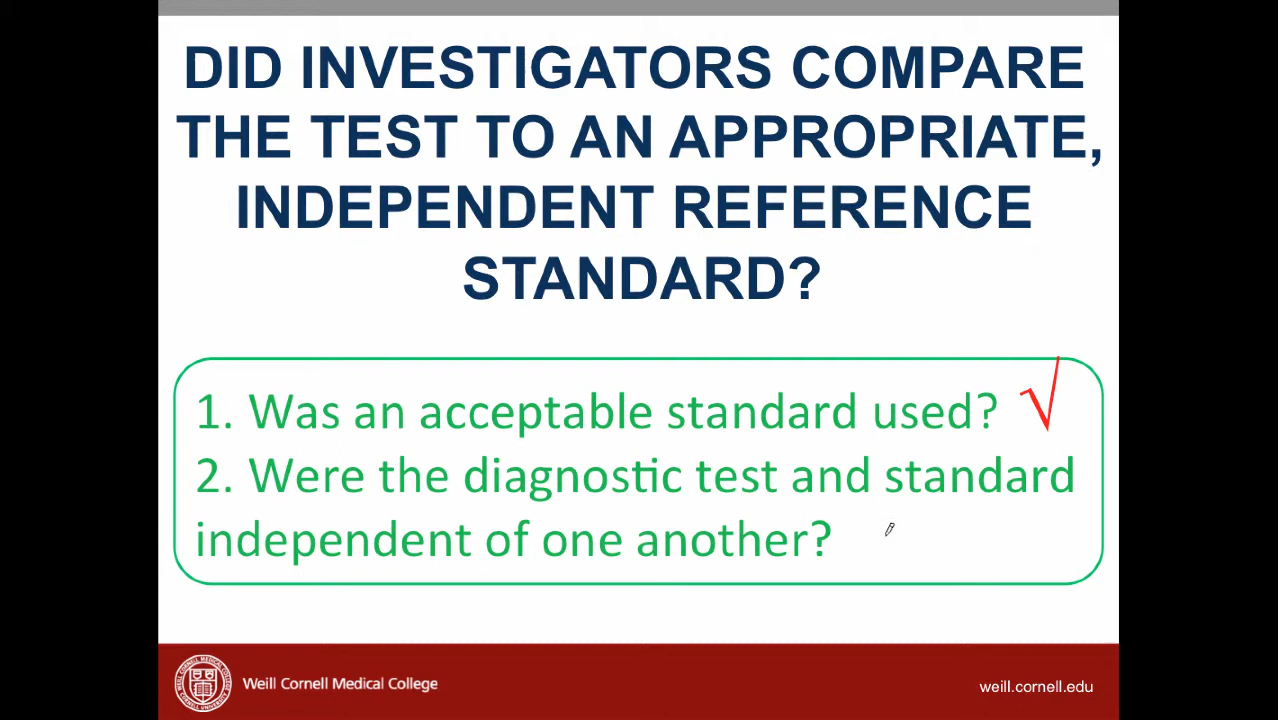 DID INVESTIGATORS COMPARE
THE TEST TO AN APPROPRIATE,
INDEPENDENT REFERENCE
STANDARD?
1. Was an acceptable standard used? √
2. Were the diagnostic test and standard
independent of one another?
Weill Cornell Medical College
weill.cornell.edu